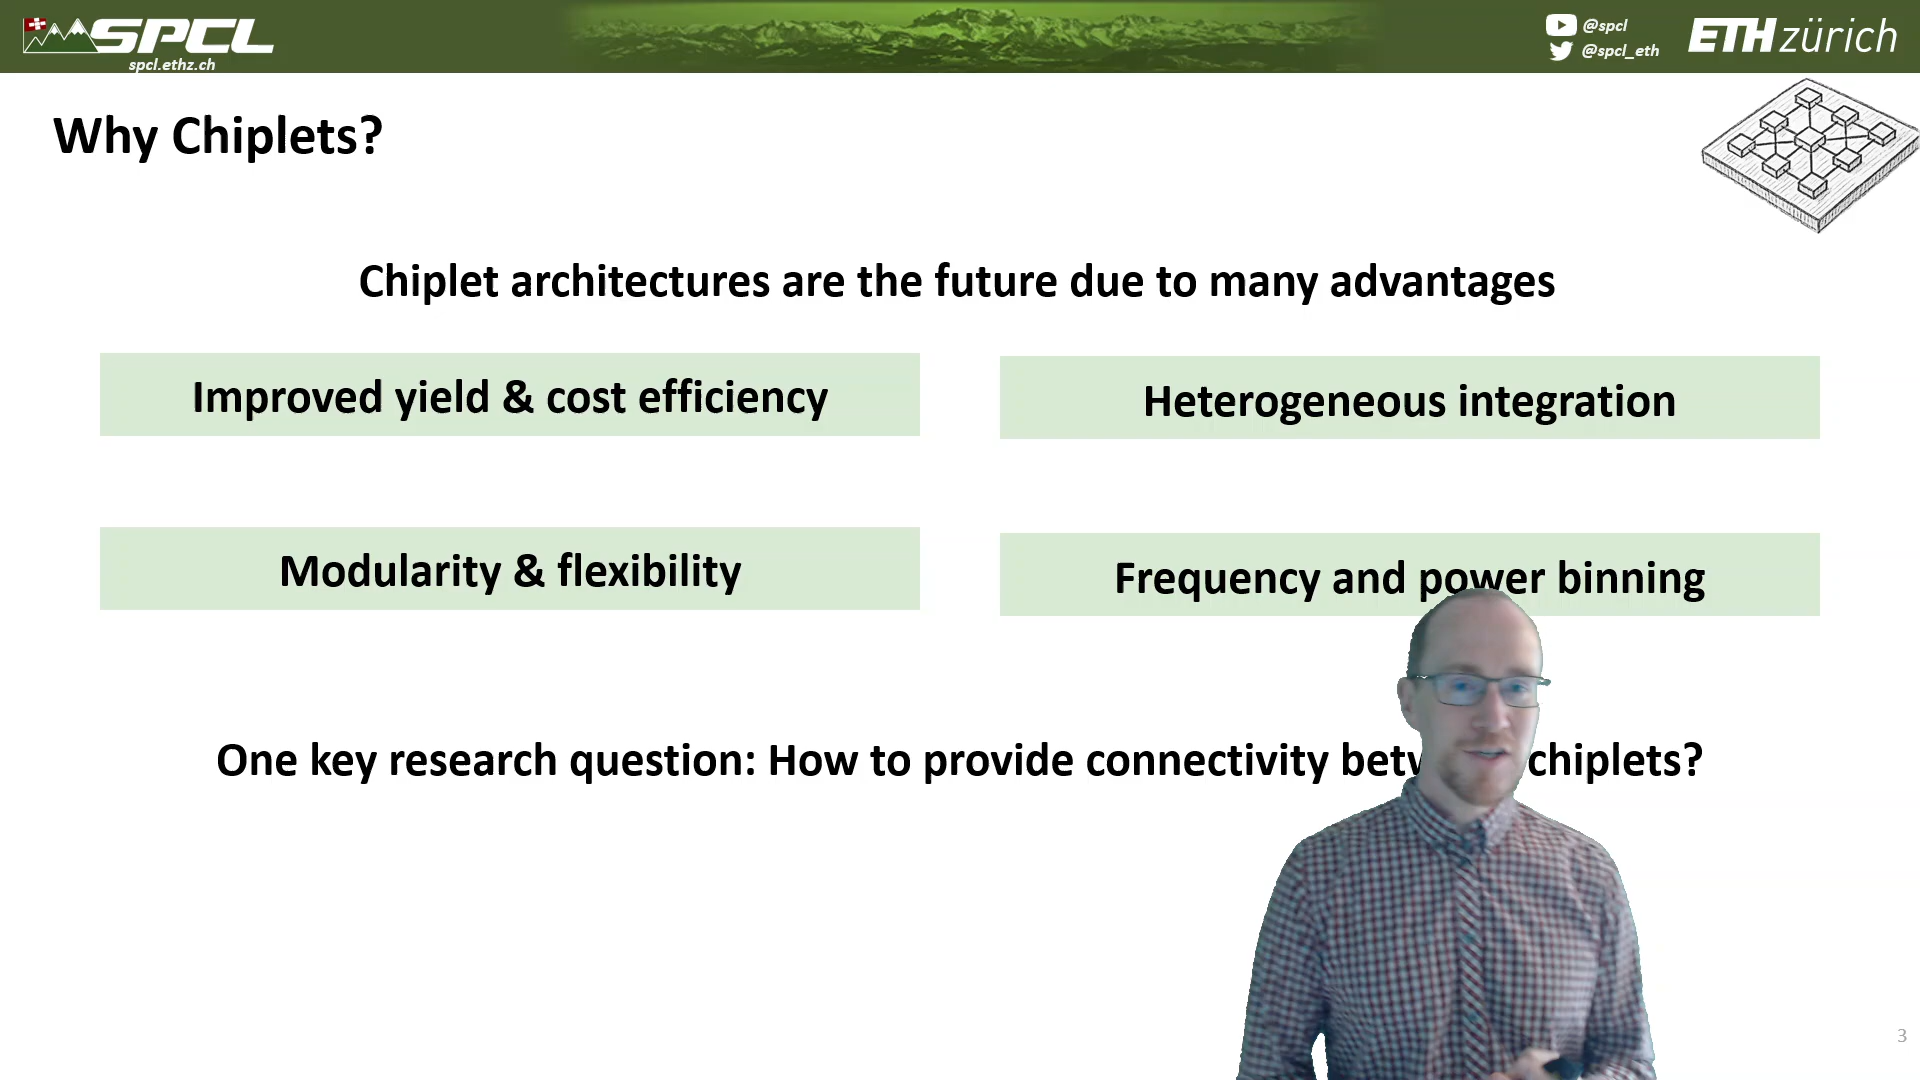 SPCL
spcl.ethz.ch
@spcl
@spcl_eth
ETH zürich
Why Chiplets?
Chiplet architectures are the future due to many advantages
Improved yield & cost efficiency
Heterogeneous integration
Modularity & flexibility
Frequency and power binning
One key research question: How to provide connectivity chiplets?
3